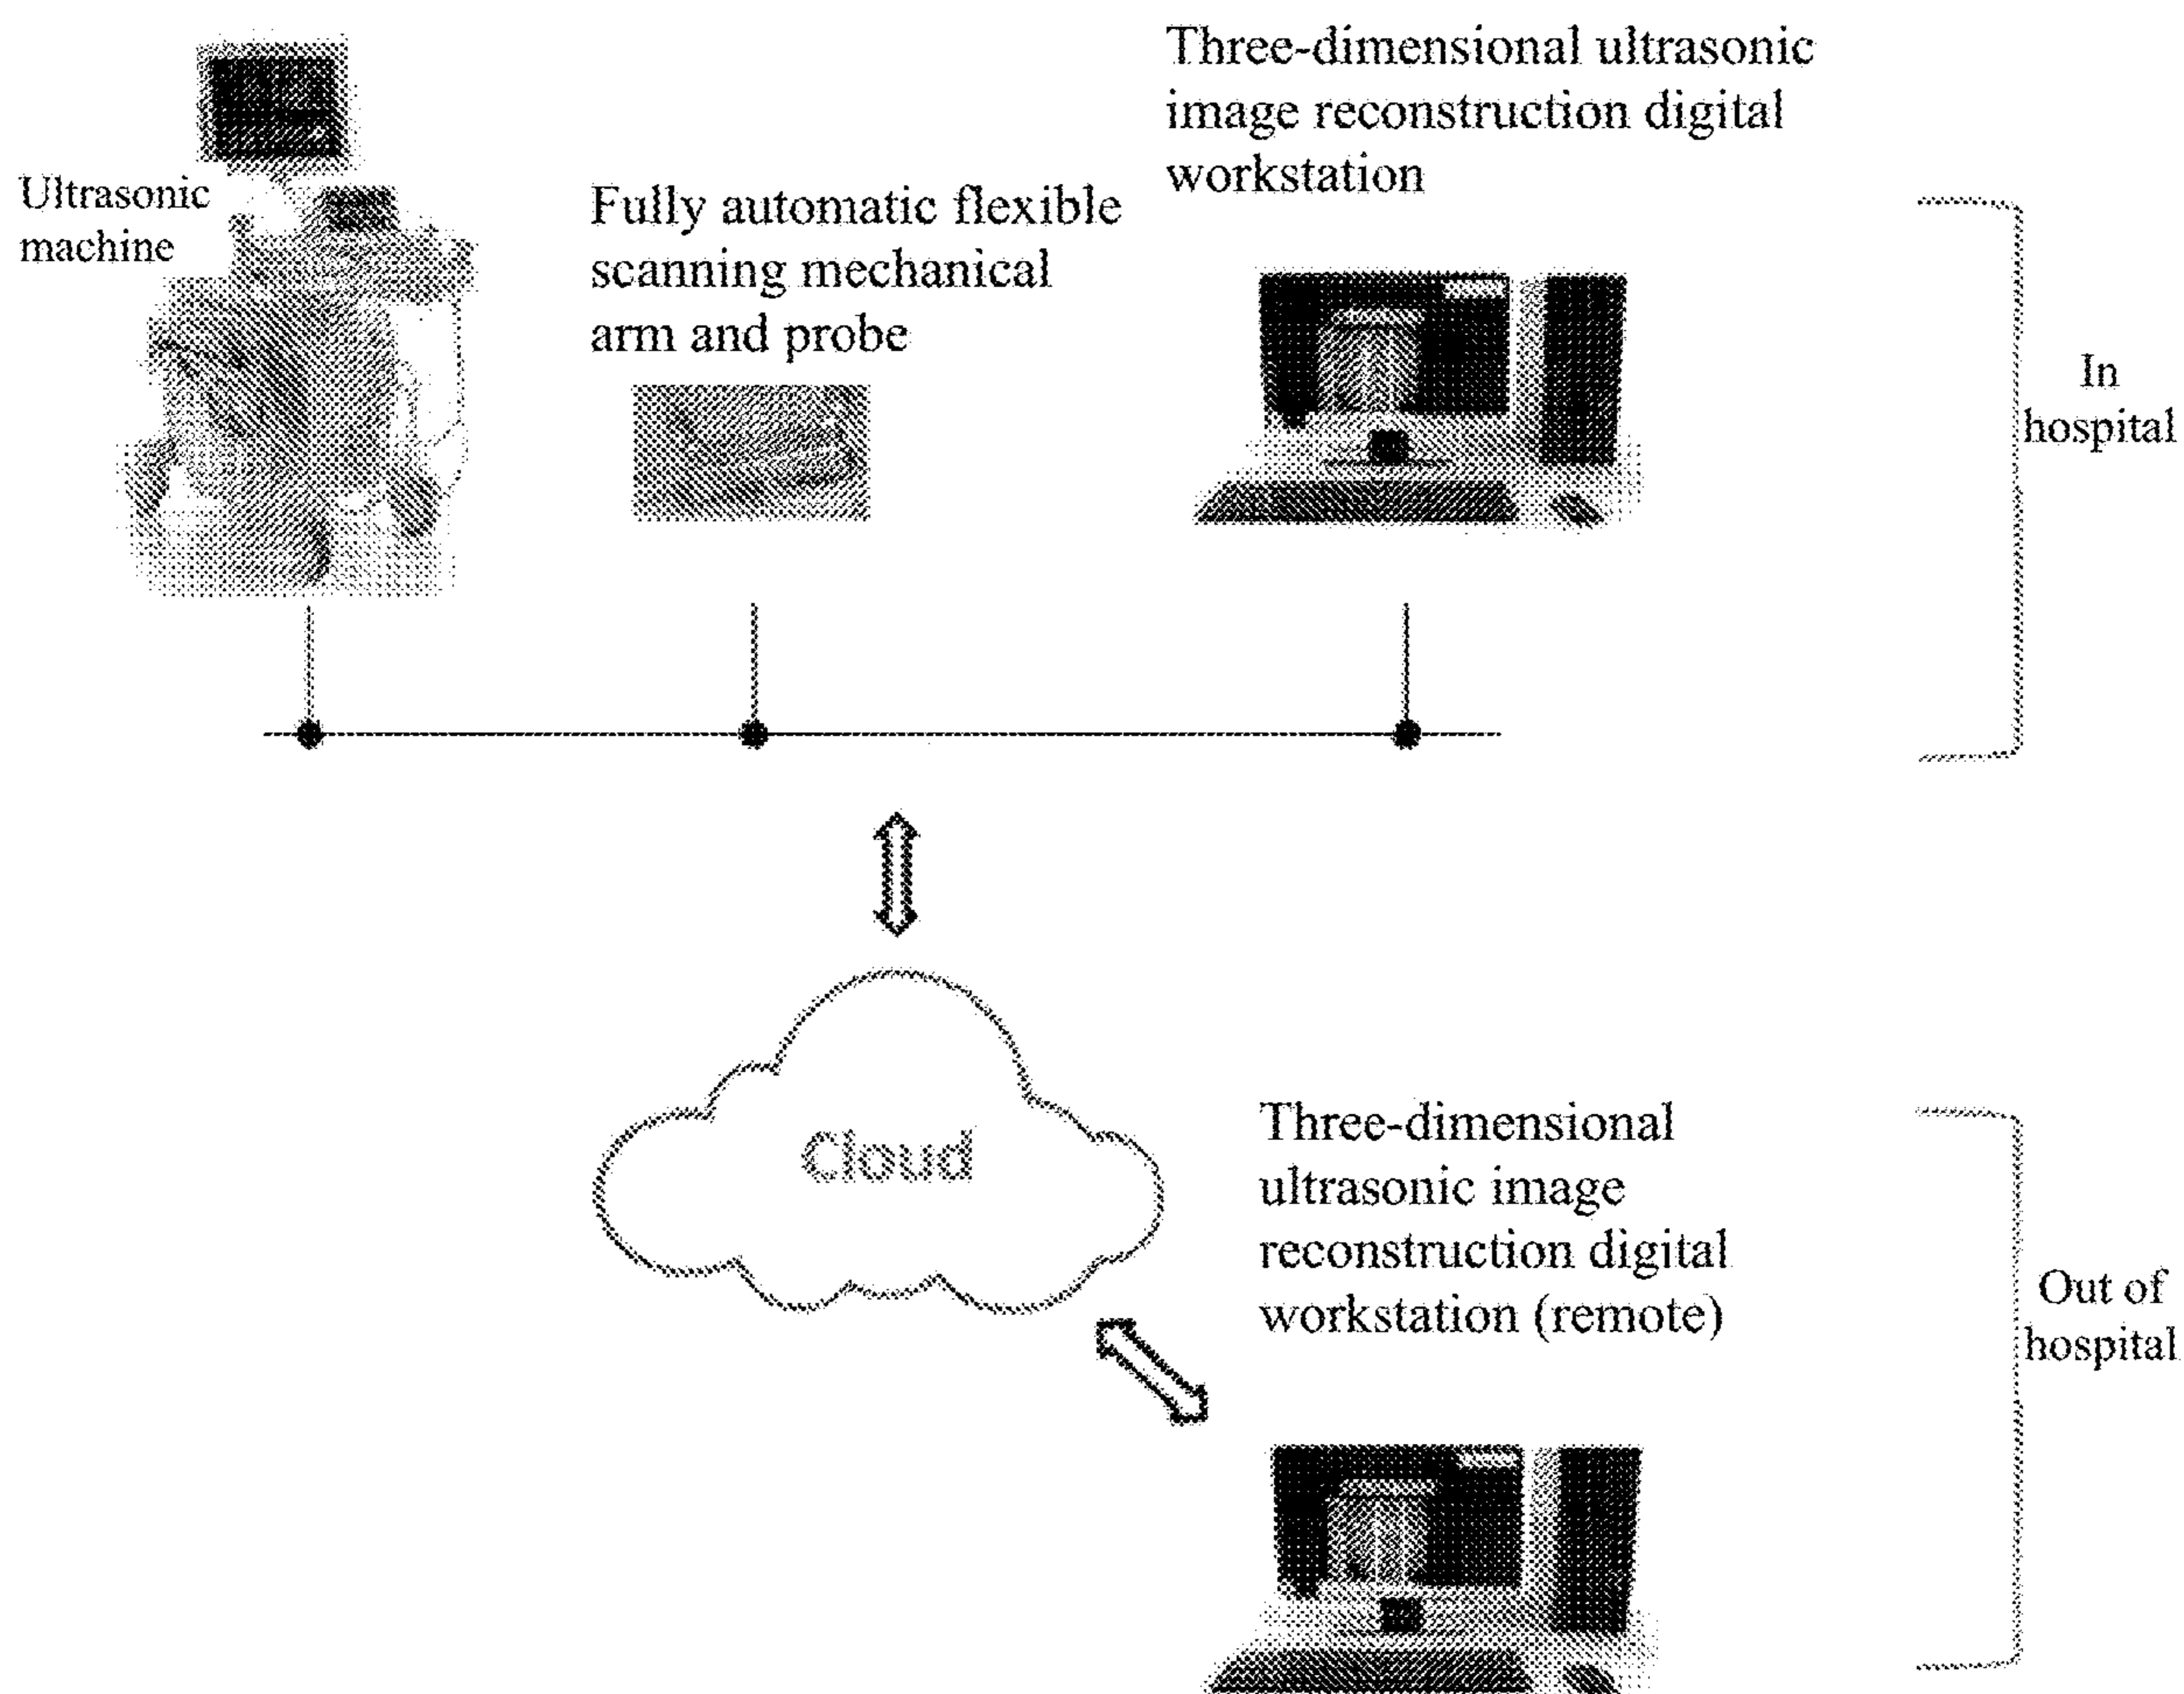 Three-dimensional ultrasonic
image reconstruction digital
workstation
Ultrasonic
machine
Fully automatic flexible
scanning mechanical
arm and probe
In
hospital
Cloud
Three-dimensional
ultrasonic image
reconstruction digital
workstation (remote)
Out of
hospital